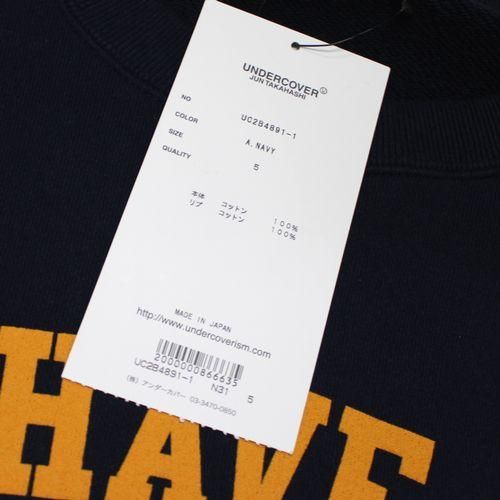 UNDERCOVER
JUN TAKAHASHI
NO UC2B4891-1
COLOR A.NAVY
SIZE 5
QUALITY
本体 コットン 100%
リブ コットン 100%
MADE IN JAPAN
http://www.undercoverism.com
2000000866635
UC2B4891-1 N31 5
(株) アンダーカバー 03-3470-0850
HAVE